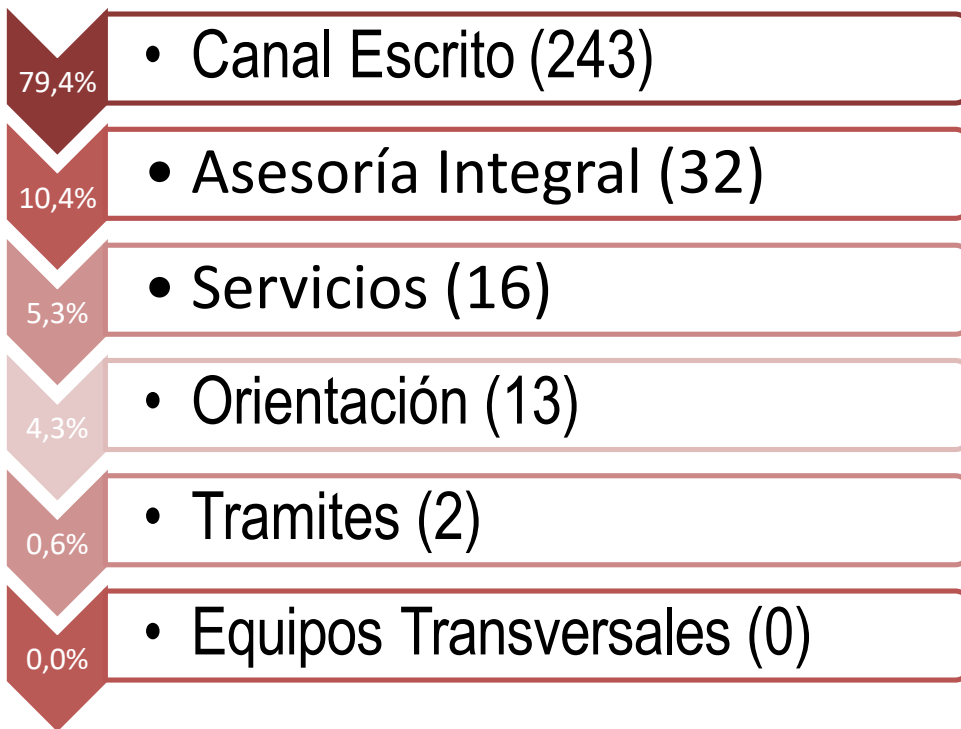 79,4%
• Canal Escrito (243)
10,4%
• Asesoría Integral (32)
5,3%
• Servicios (16)
4,3%
• Orientación (13)
0,6%
• Tramites (2)
0,0%
• Equipos Transversales (0)